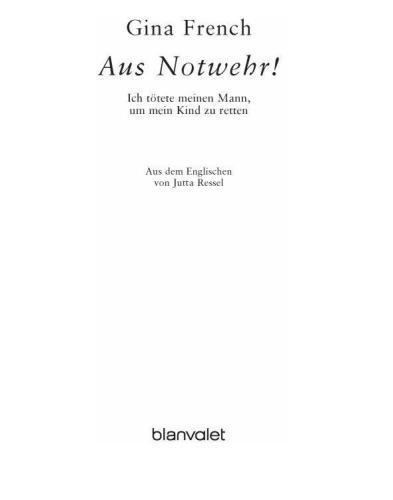 Gina French
Aus Notwehr!
Ich tötete meinen Mann,
um mein Kind zu retten
Aus dem Englischen
von Jutta Ressel
blanvalet